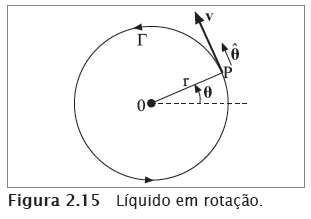 v
Γ
θ̂
P
r
θ
0
Figura 2.15 Líquido em rotação.